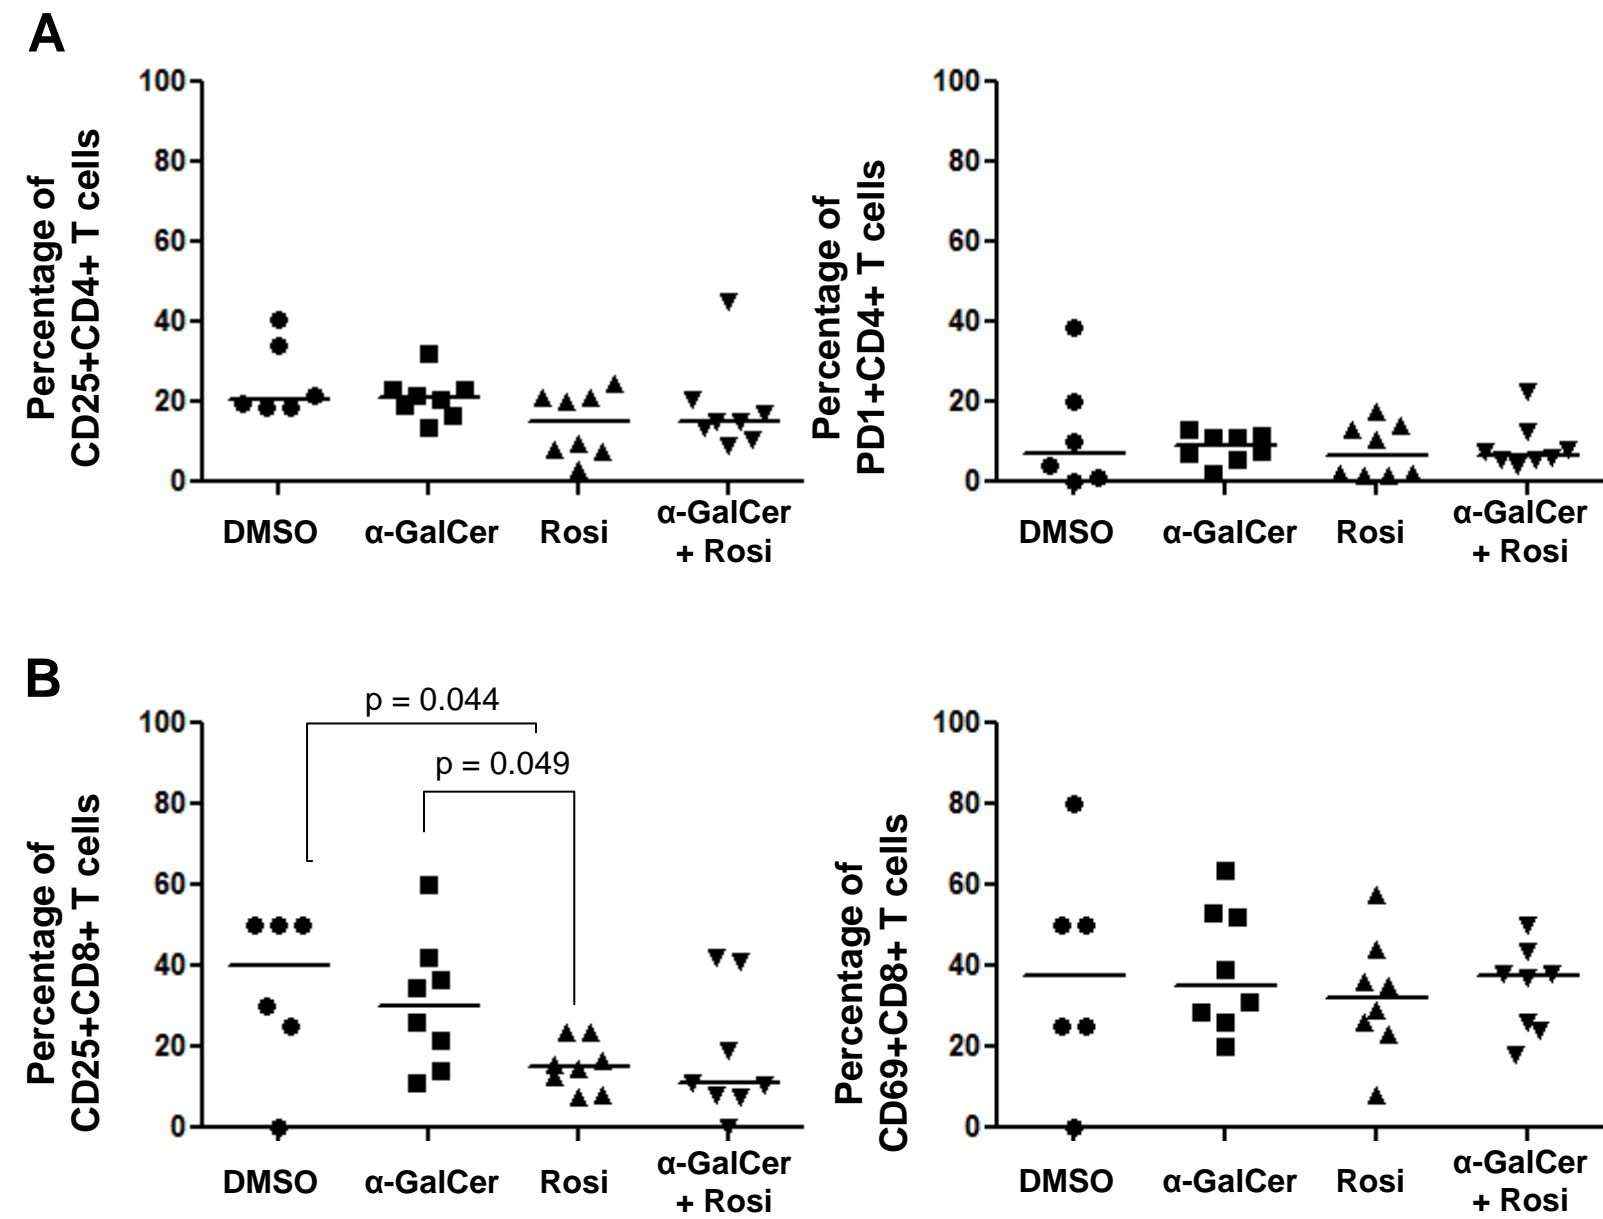 A
Percentage of
CD25+CD4+ T cells
100
80
60
40
20
0
DMSO
α-GalCer
Rosi
α-GalCer
+ Rosi
Percentage of
PD1+CD4+ T cells
100
80
60
40
20
0
DMSO
α-GalCer
Rosi
α-GalCer
+ Rosi
B
Percentage of
CD25+CD8+ T cells
100
80
60
40
20
0
p = 0.044
p = 0.049
DMSO
α-GalCer
Rosi
α-GalCer
+ Rosi
Percentage of
CD69+CD8+ T cells
100
80
60
40
20
0
DMSO
α-GalCer
Rosi
α-GalCer
+ Rosi